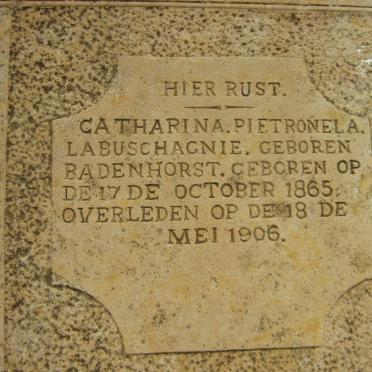 HIER RUST.
CATHARINA. PIETRONELA.
LABUSCHAGNIE. GEBOREN
BADENHORST. GEBOREN OP
DE 17 DE OCTOBER 1865.
OVERLEDEN OP DE 18 DE
MEI 1906.